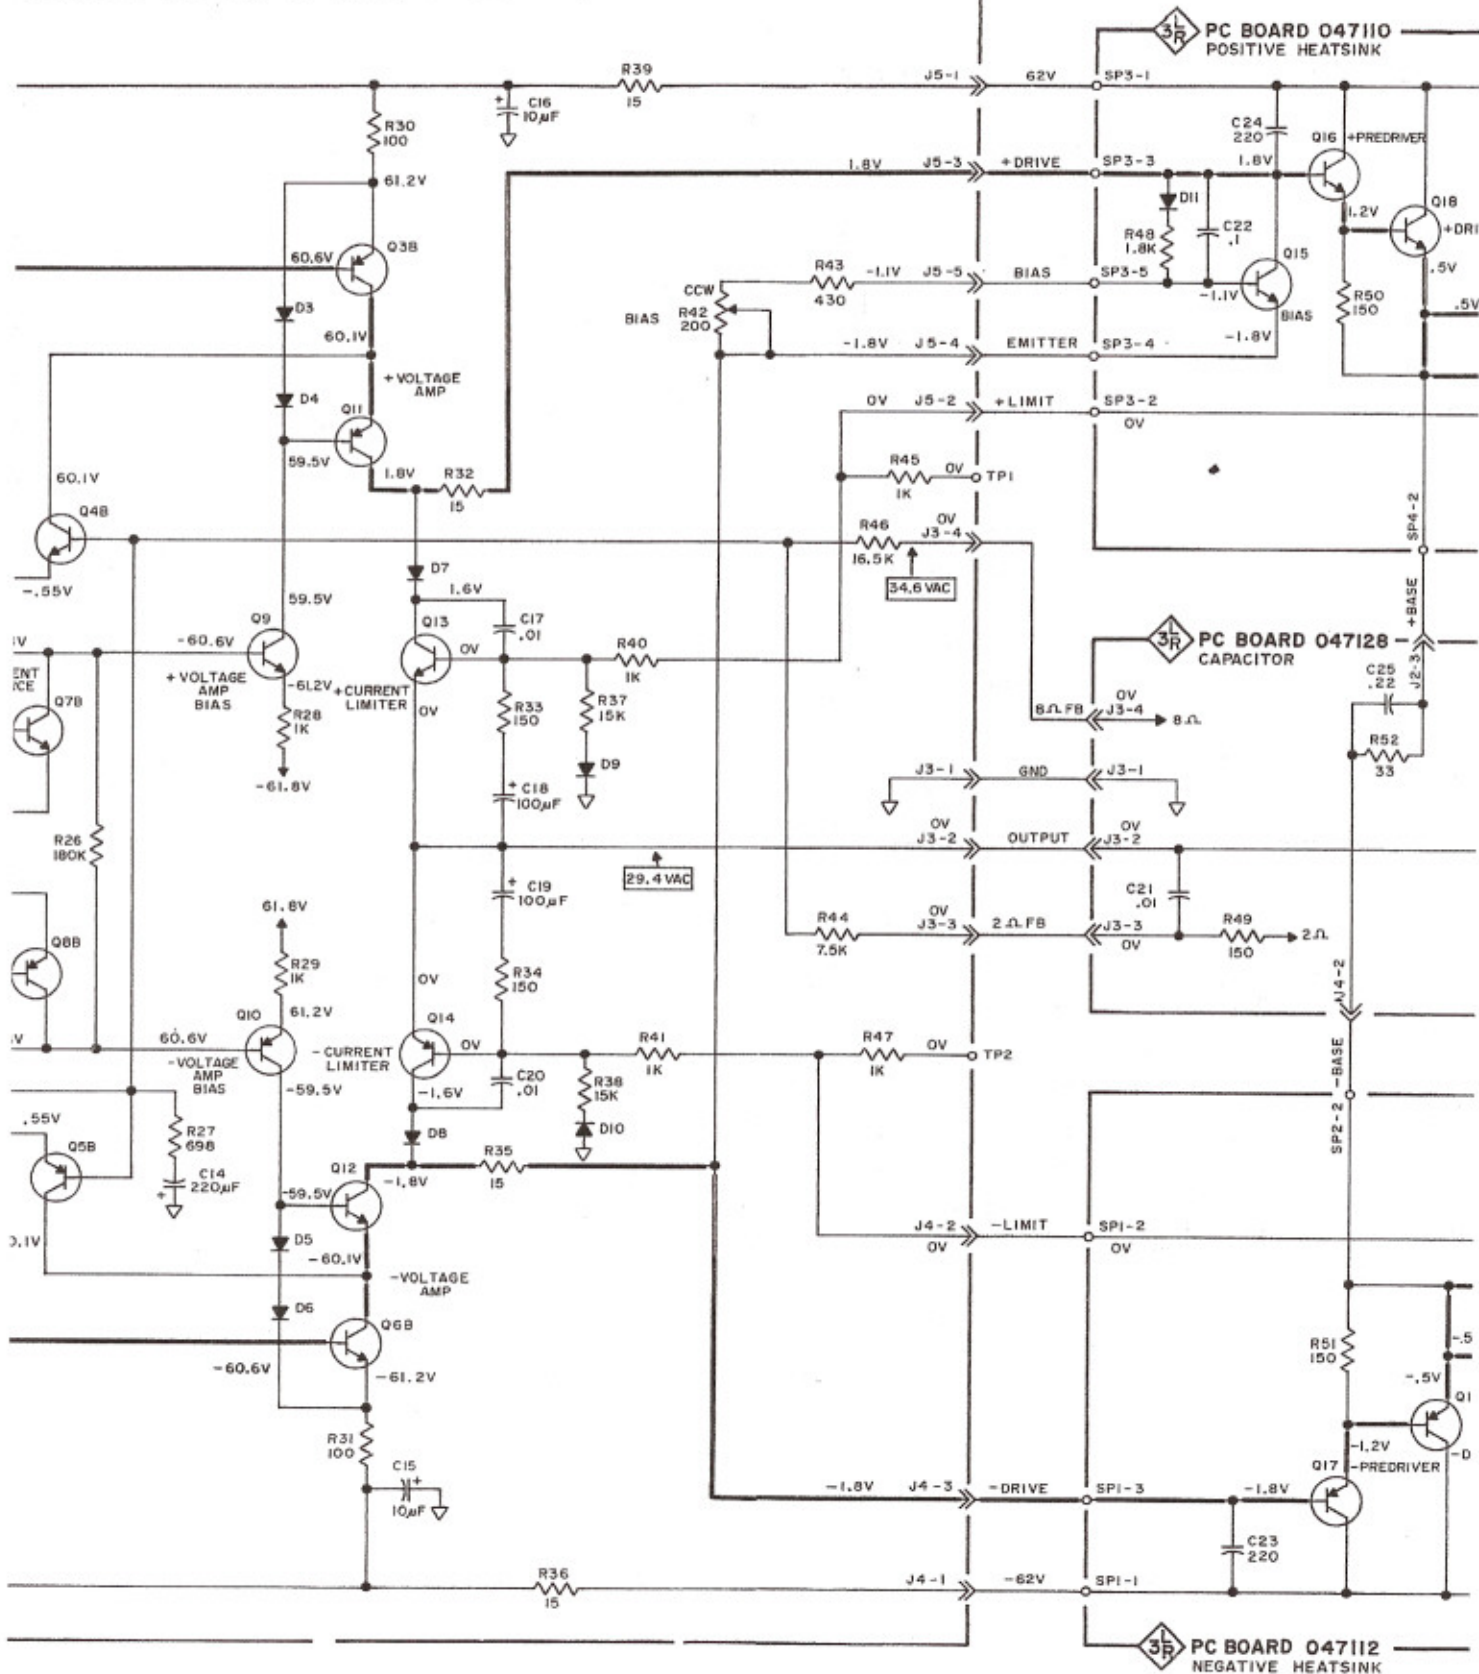 3 L/R PC BOARD 047110
POSITIVE HEATSINK
R39
15
J5-1
62V
SP3-1
+
C16
10µF
R30
100
C24
220
Q16
+PREDRIVER
1.8V
J5-3
+DRIVE
SP3-3
1.8V
61.2V
D11
Q18
1.2V
+DRI
Q3B
60.6V
R48
1.8K
C22
.1
Q15
.5V
R43
430
-1.1V
J5-5
BIAS
SP3-5
-1.1V
CCW
R42
200
BIAS
R50
150
.5V
BIAS
D3
60.1V
-1.8V
J5-4
EMITTER
SP3-4
-1.8V
+VOLTAGE
AMP
D4
Q11
0V
J5-2
+LIMIT
SP3-2
0V
59.5V
1.8V
R32
15
R45
1K
0V
TP1
60.1V
Q4B
R46
16.5K
0V
J3-4
34.6 VAC
SP4-2
-.55V
D7
1.6V
59.5V
+BASE
Q9
Q13
C17
.01
3 L/R PC BOARD 047128
CAPACITOR
1V
-60.6V
0V
R40
1K
J2-3
ENT
ICE
+VOLTAGE
AMP
BIAS
-61.2V
+CURRENT
LIMITER
C25
.22
Q7B
R28
1K
0V
R33
150
R37
15K
8Ω FB
0V
J3-4
8Ω
R52
33
-61.8V
D9
J3-1
GND
J3-1
+
C18
100µF
R26
180K
0V
J3-2
OUTPUT
0V
J3-2
29.4 VAC
+
C19
100µF
C21
.01
61.8V
R44
7.5K
0V
J3-3
2Ω FB
J3-3
0V
R49
150
2Ω
Q8B
R29
1K
0V
R34
150
J4-2
Q10
61.2V
Q14
.V
60.6V
-VOLTAGE
AMP
BIAS
-CURRENT
LIMITER
0V
R41
1K
R47
1K
0V
TP2
-59.5V
-1.6V
C20
.01
R38
15K
-BASE
.55V
D8
D10
SP2-2
Q5B
R27
698
R35
15
C14
220µF
+
Q12
-1.8V
-59.5V
0.1V
D5
-60.1V
J4-2
0V
-LIMIT
SP1-2
0V
-VOLTAGE
AMP
D6
Q6B
R51
150
-.5
-60.6V
-61.2V
-.5V
Q1
R31
100
-1.2V
-D
C15
+
10µF
Q17
-PREDRIVER
-1.8V
J4-3
-DRIVE
SP1-3
-1.8V
C23
220
R36
15
J4-1
-62V
SP1-1
3 L/R PC BOARD 047112
NEGATIVE HEATSINK